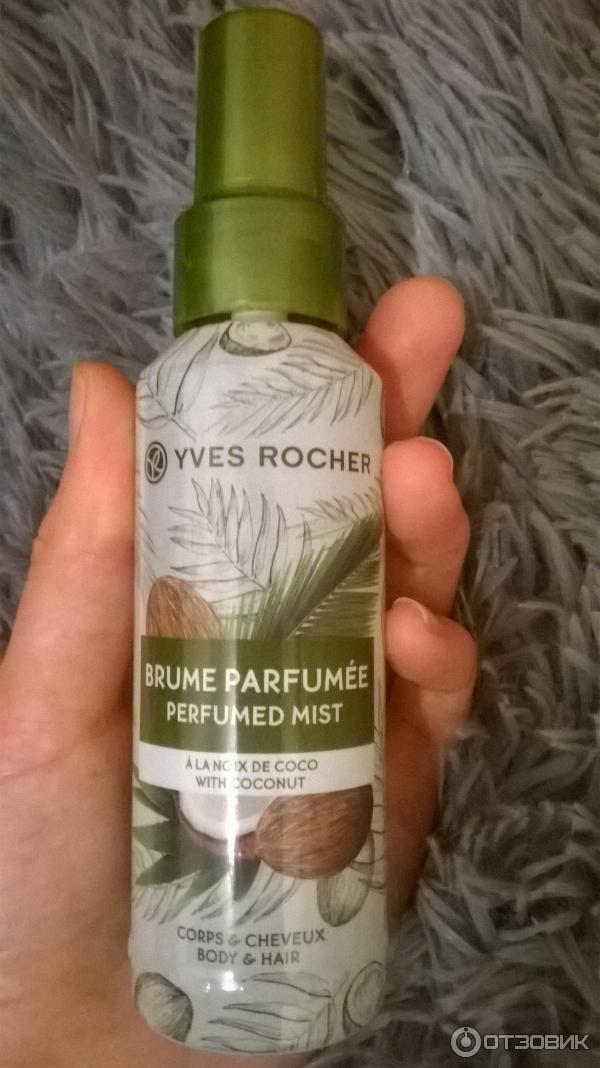 YVES ROCHER
BRUME PARFUMÉE
PERFUMED MIST
À LA NOIX DE COCO
WITH COCONUT
CORPS & CHEVEUX
BODY & HAIR
ОТЗОВИК